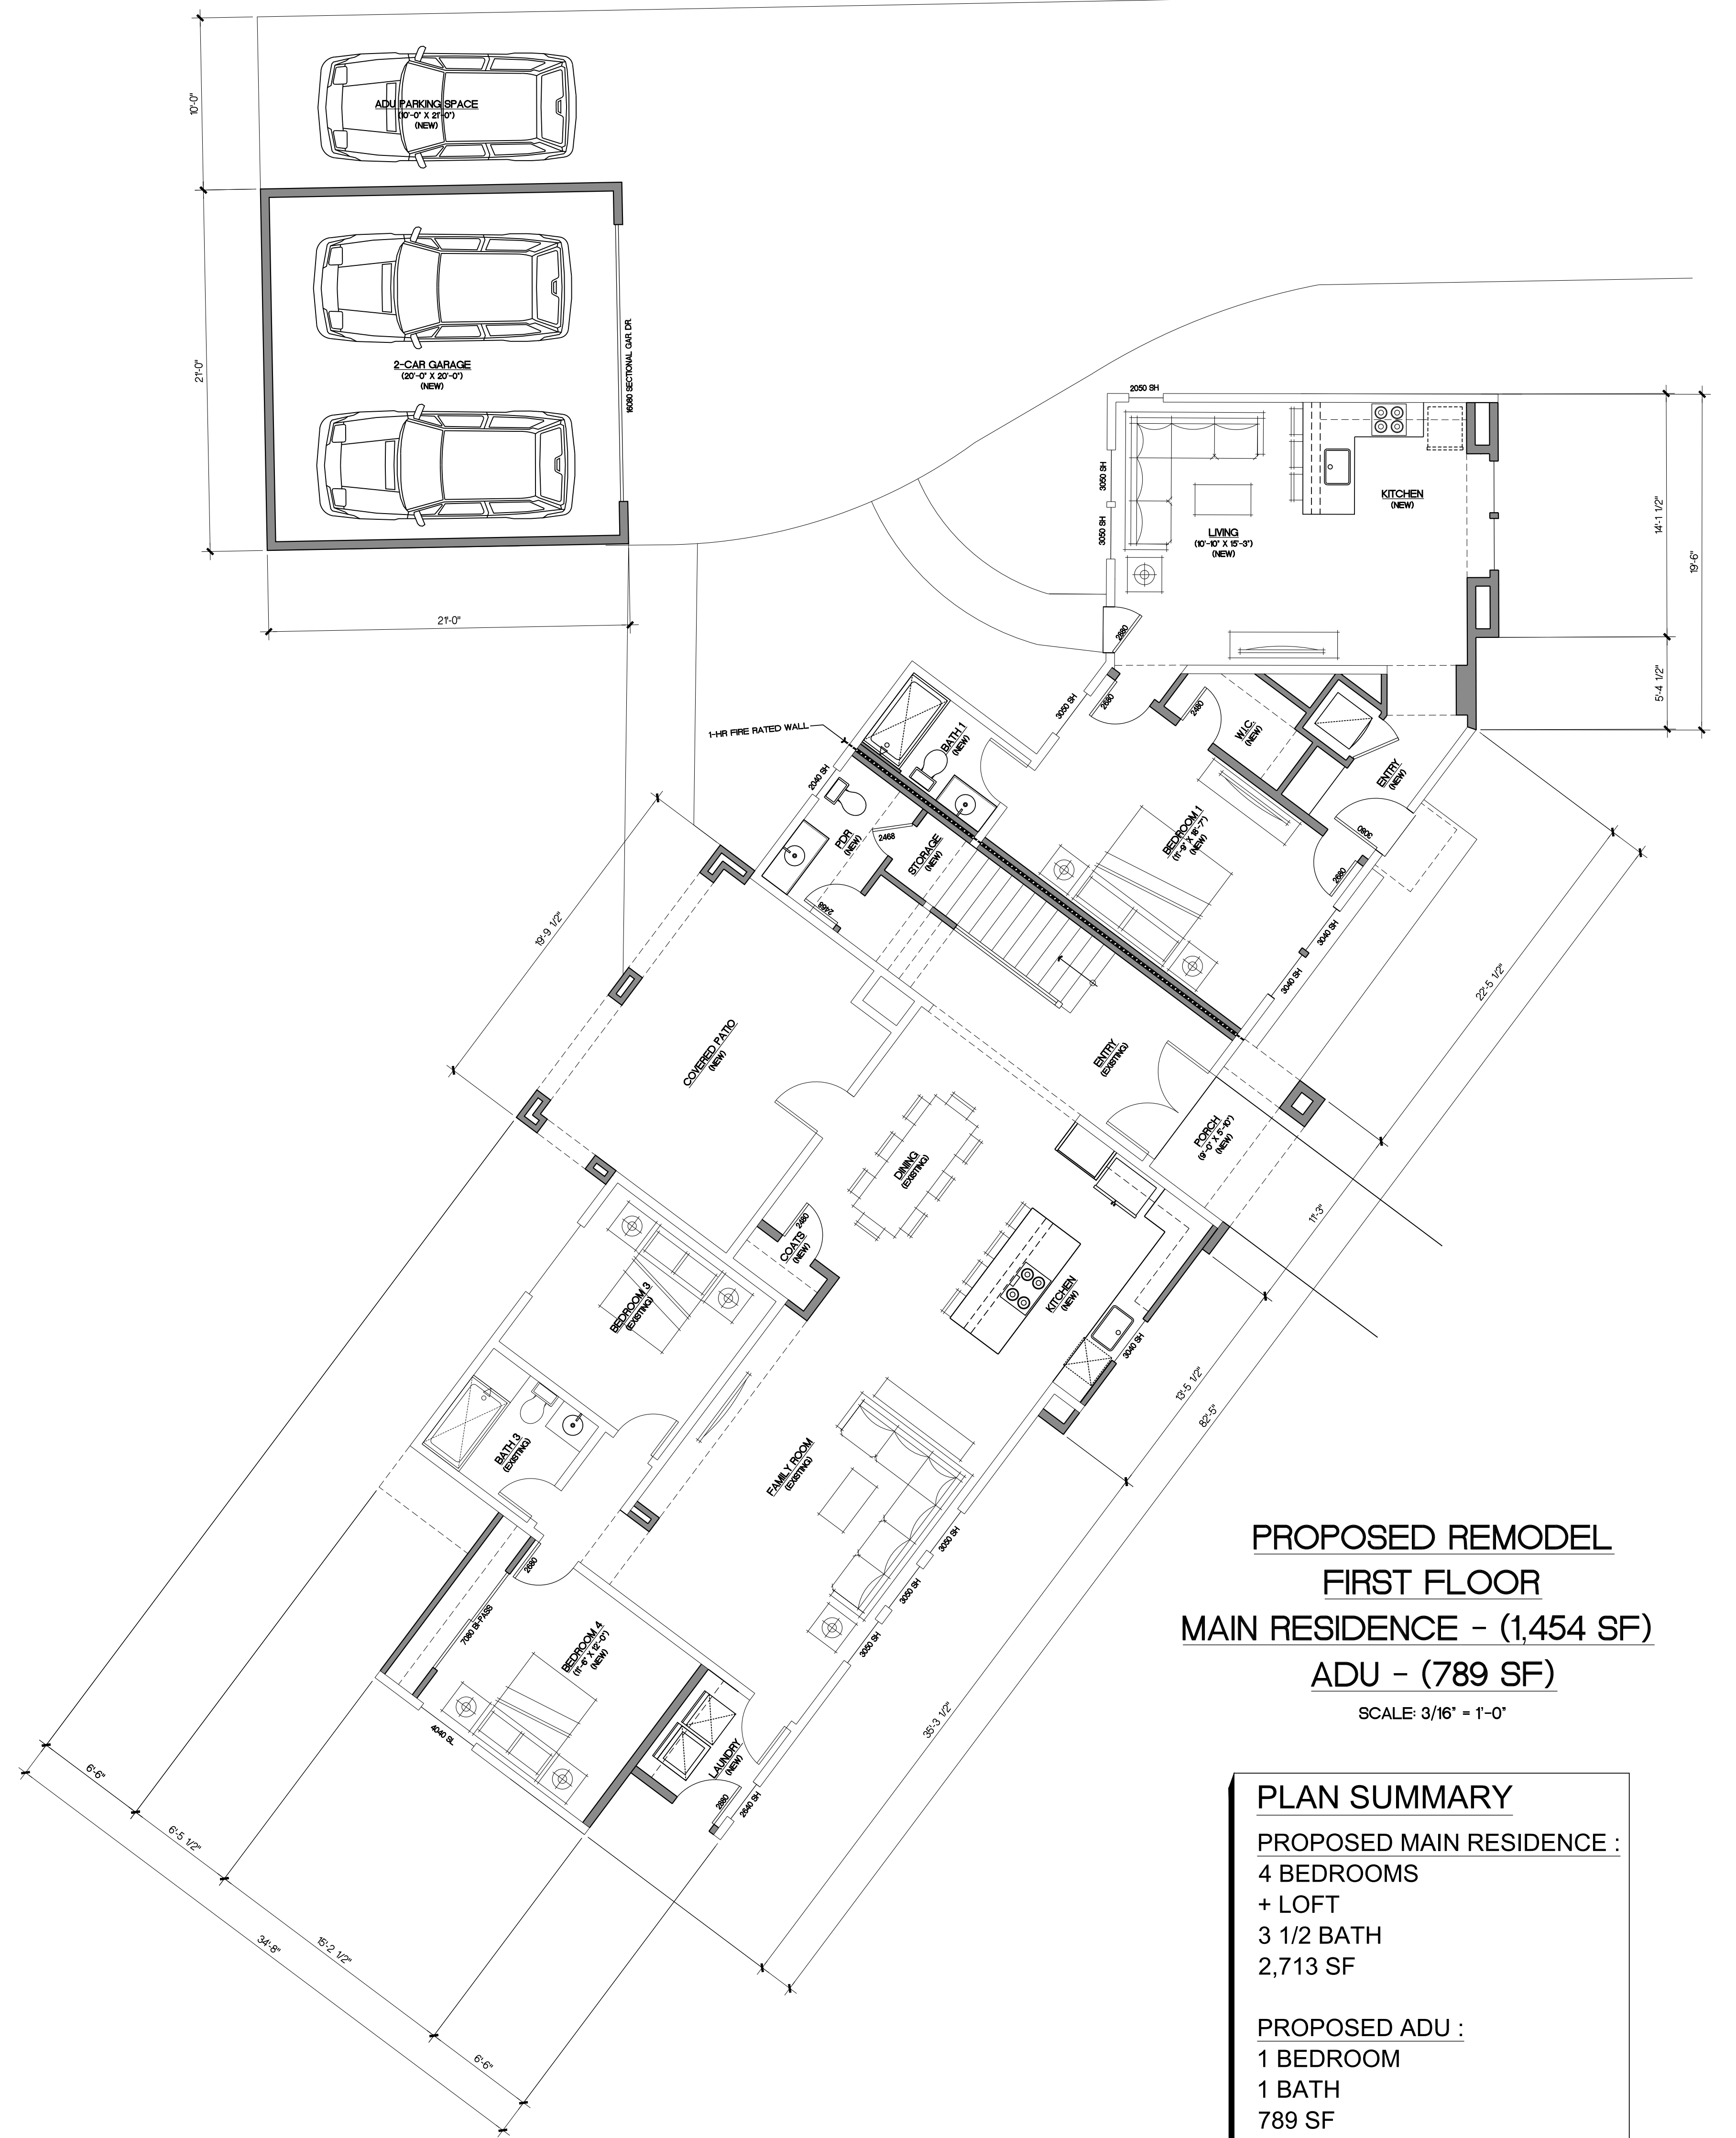 10'-0"
ADU PARKING SPACE
(10'-0" X 21'-0")
(NEW)
21'-0"
2-CAR GARAGE
(20'-0" X 20'-0")
(NEW)
16080 SECTIONAL GAR. DR.
21'-0"
2050 SH
3050 SH
3050 SH
LIVING
(10'-10" X 15'-3")
(NEW)
KITCHEN
(NEW)
14'-1 1/2"
19'-6"
5'-4 1/2"
2880
3050 SH
2680
2480
W.I.C.
(NEW)
ENTRY
(NEW)
3080
2680
1-HR FIRE RATED WALL
BATH 1
(NEW)
2040 SH
PDR
(NEW)
2468
STORAGE
(NEW)
2468
BEDROOM 1
(11'-9" X 18'-7")
(NEW)
3040 SH
3040 SH
22'-5 1/2"
19'-9 1/2"
COVERED PATIO
(NEW)
ENTRY
(EXISTING)
PORCH
(9'-0" X 5'-10")
(NEW)
DINING
(EXISTING)
11'-3"
2480
COATS
(NEW)
KITCHEN
(NEW)
3040 SH
BEDROOM 3
(EXISTING)
13'-5 1/2"
82'-5"
BATH 3
(EXISTING)
FAMILY ROOM
(EXISTING)
3050 SH
3050 SH
3050 SH
2680
7080 BI-PASS
BEDROOM 4
(11'-6" X 12'-0")
(NEW)
4040 SL
LAUNDRY
(NEW)
2880
2640 SH
35'-3 1/2"
6'-6"
6'-5 1/2"
34'-8"
15'-2 1/2"
6'-6"
PROPOSED REMODEL
FIRST FLOOR
MAIN RESIDENCE - (1,454 SF)
ADU - (789 SF)
SCALE: 3/16" = 1'-0"
PLAN SUMMARY
PROPOSED MAIN RESIDENCE :
4 BEDROOMS
+ LOFT
3 1/2 BATH
2,713 SF
PROPOSED ADU :
1 BEDROOM
1 BATH
789 SF